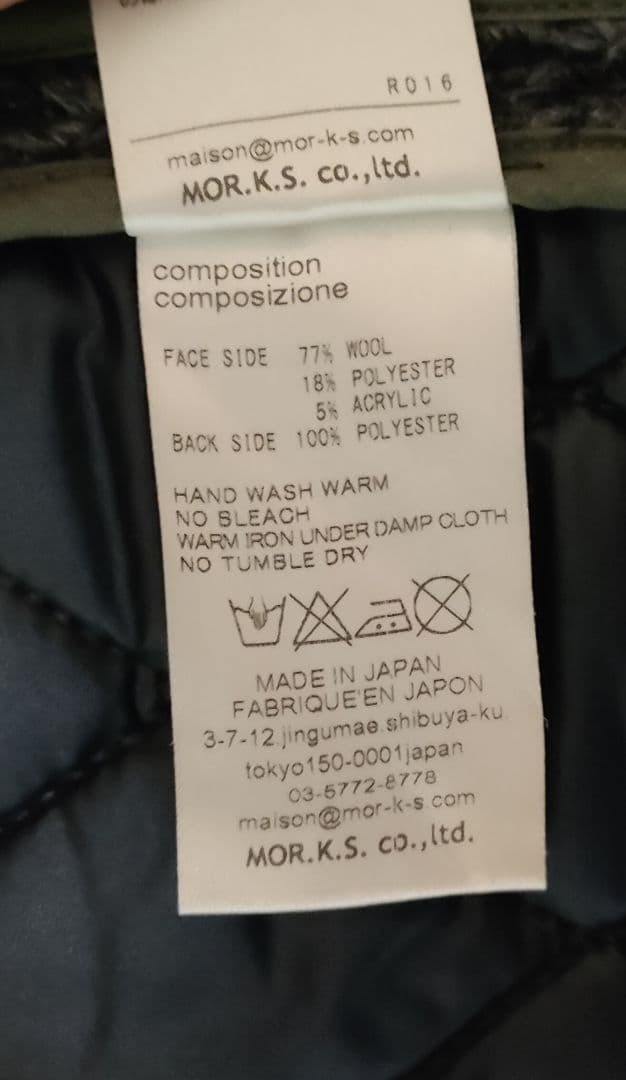 R016
maison@mor-k-s.com
MOR.K.S. co.,ltd.
composition
composizione
FACE SIDE 77% WOOL
18% POLYESTER
5% ACRYLIC
BACK SIDE 100% POLYESTER
HAND WASH WARM
NO BLEACH
WARM IRON UNDER DAMP CLOTH
NO TUMBLE DRY
MADE IN JAPAN
FABRIQUE'EN JAPON
3-7-12.jingumae.shibuya-ku.
tokyo150-0001japan
03-5772-8778
maison@mor-k-s.com
MOR.K.S. co.,ltd.